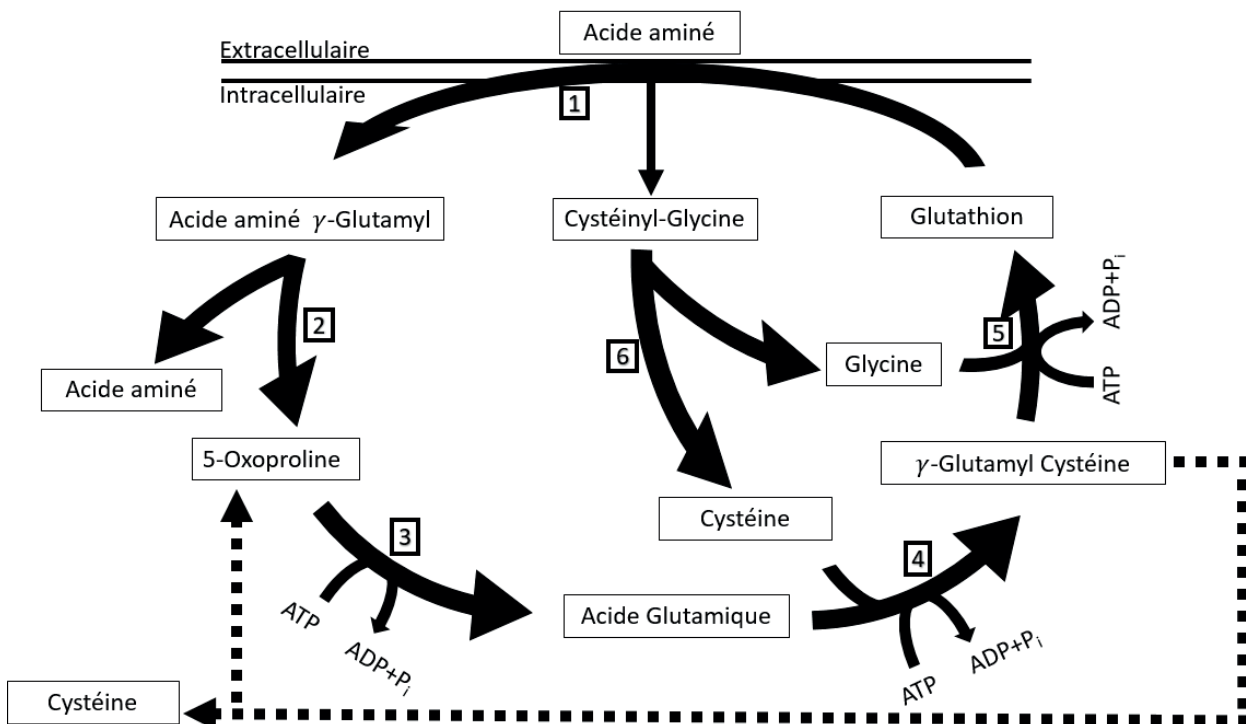 Acide aminé
Extracellulaire
Intracellulaire
1
Acide aminé γ-Glutamyl
Cystéinyl-Glycine
Glutathion
ADP+Pi
ATP
2
5
6
Glycine
Acide aminé
5-Oxoproline
γ-Glutamyl Cystéine
Cystéine
3
4
ATP
ADP+Pi
Acide Glutamique
ADP+Pi
ATP
Cystéine